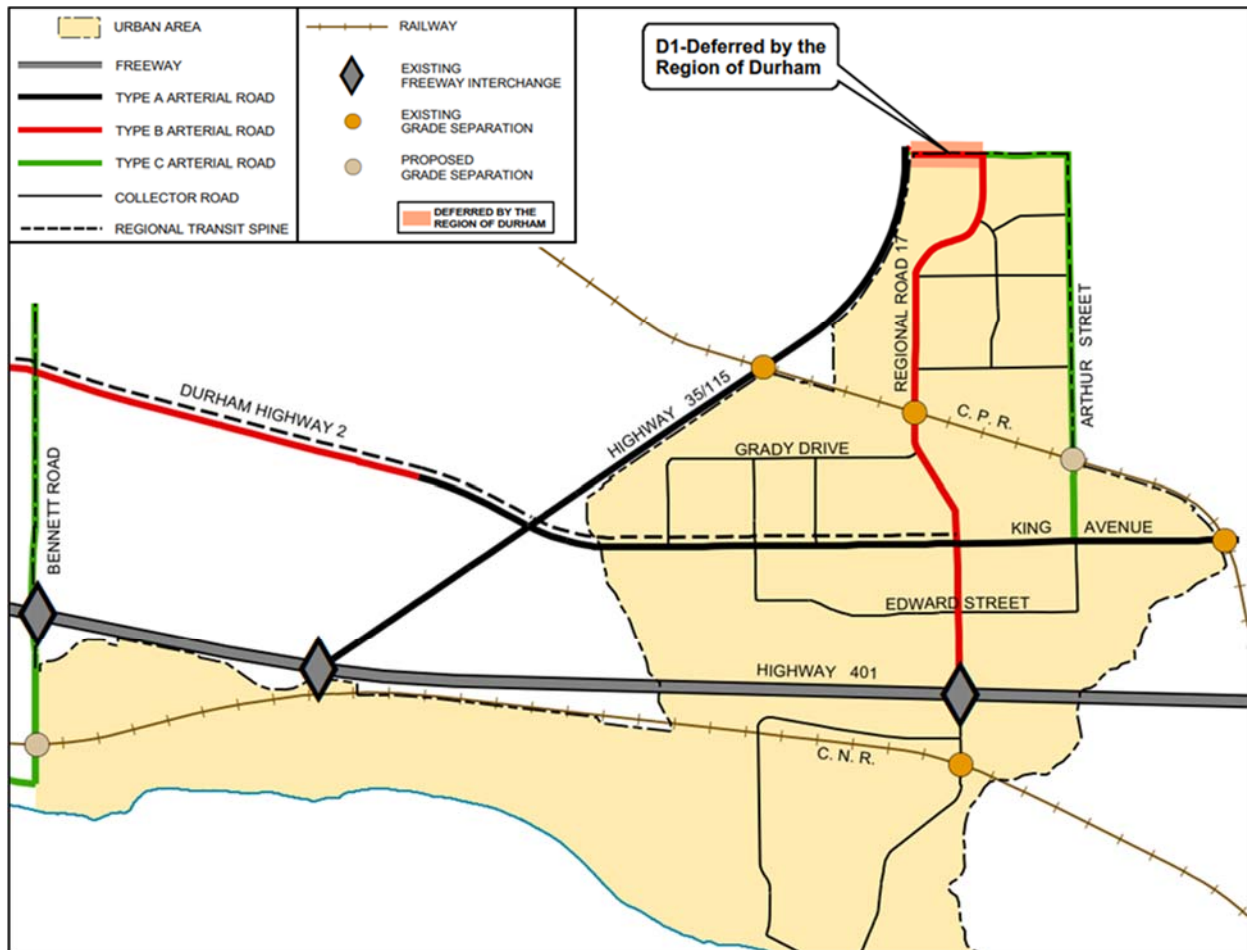 URBAN AREA
FREEWAY
TYPE A ARTERIAL ROAD
TYPE B ARTERIAL ROAD
TYPE C ARTERIAL ROAD
COLLECTOR ROAD
REGIONAL TRANSIT SPINE
RAILWAY
EXISTING
FREEWAY INTERCHANGE
EXISTING
GRADE SEPARATION
PROPOSED
GRADE SEPARATION
DEFERRED BY THE
REGION OF DURHAM
D1-Deferred by the
Region of Durham
REGIONAL ROAD 17
ARTHUR STREET
DURHAM HIGHWAY 2
HIGHWAY 35/115
C. P. R.
BENNETT ROAD
GRADY DRIVE
KING AVENUE
EDWARD STREET
HIGHWAY 401
C. N. R.